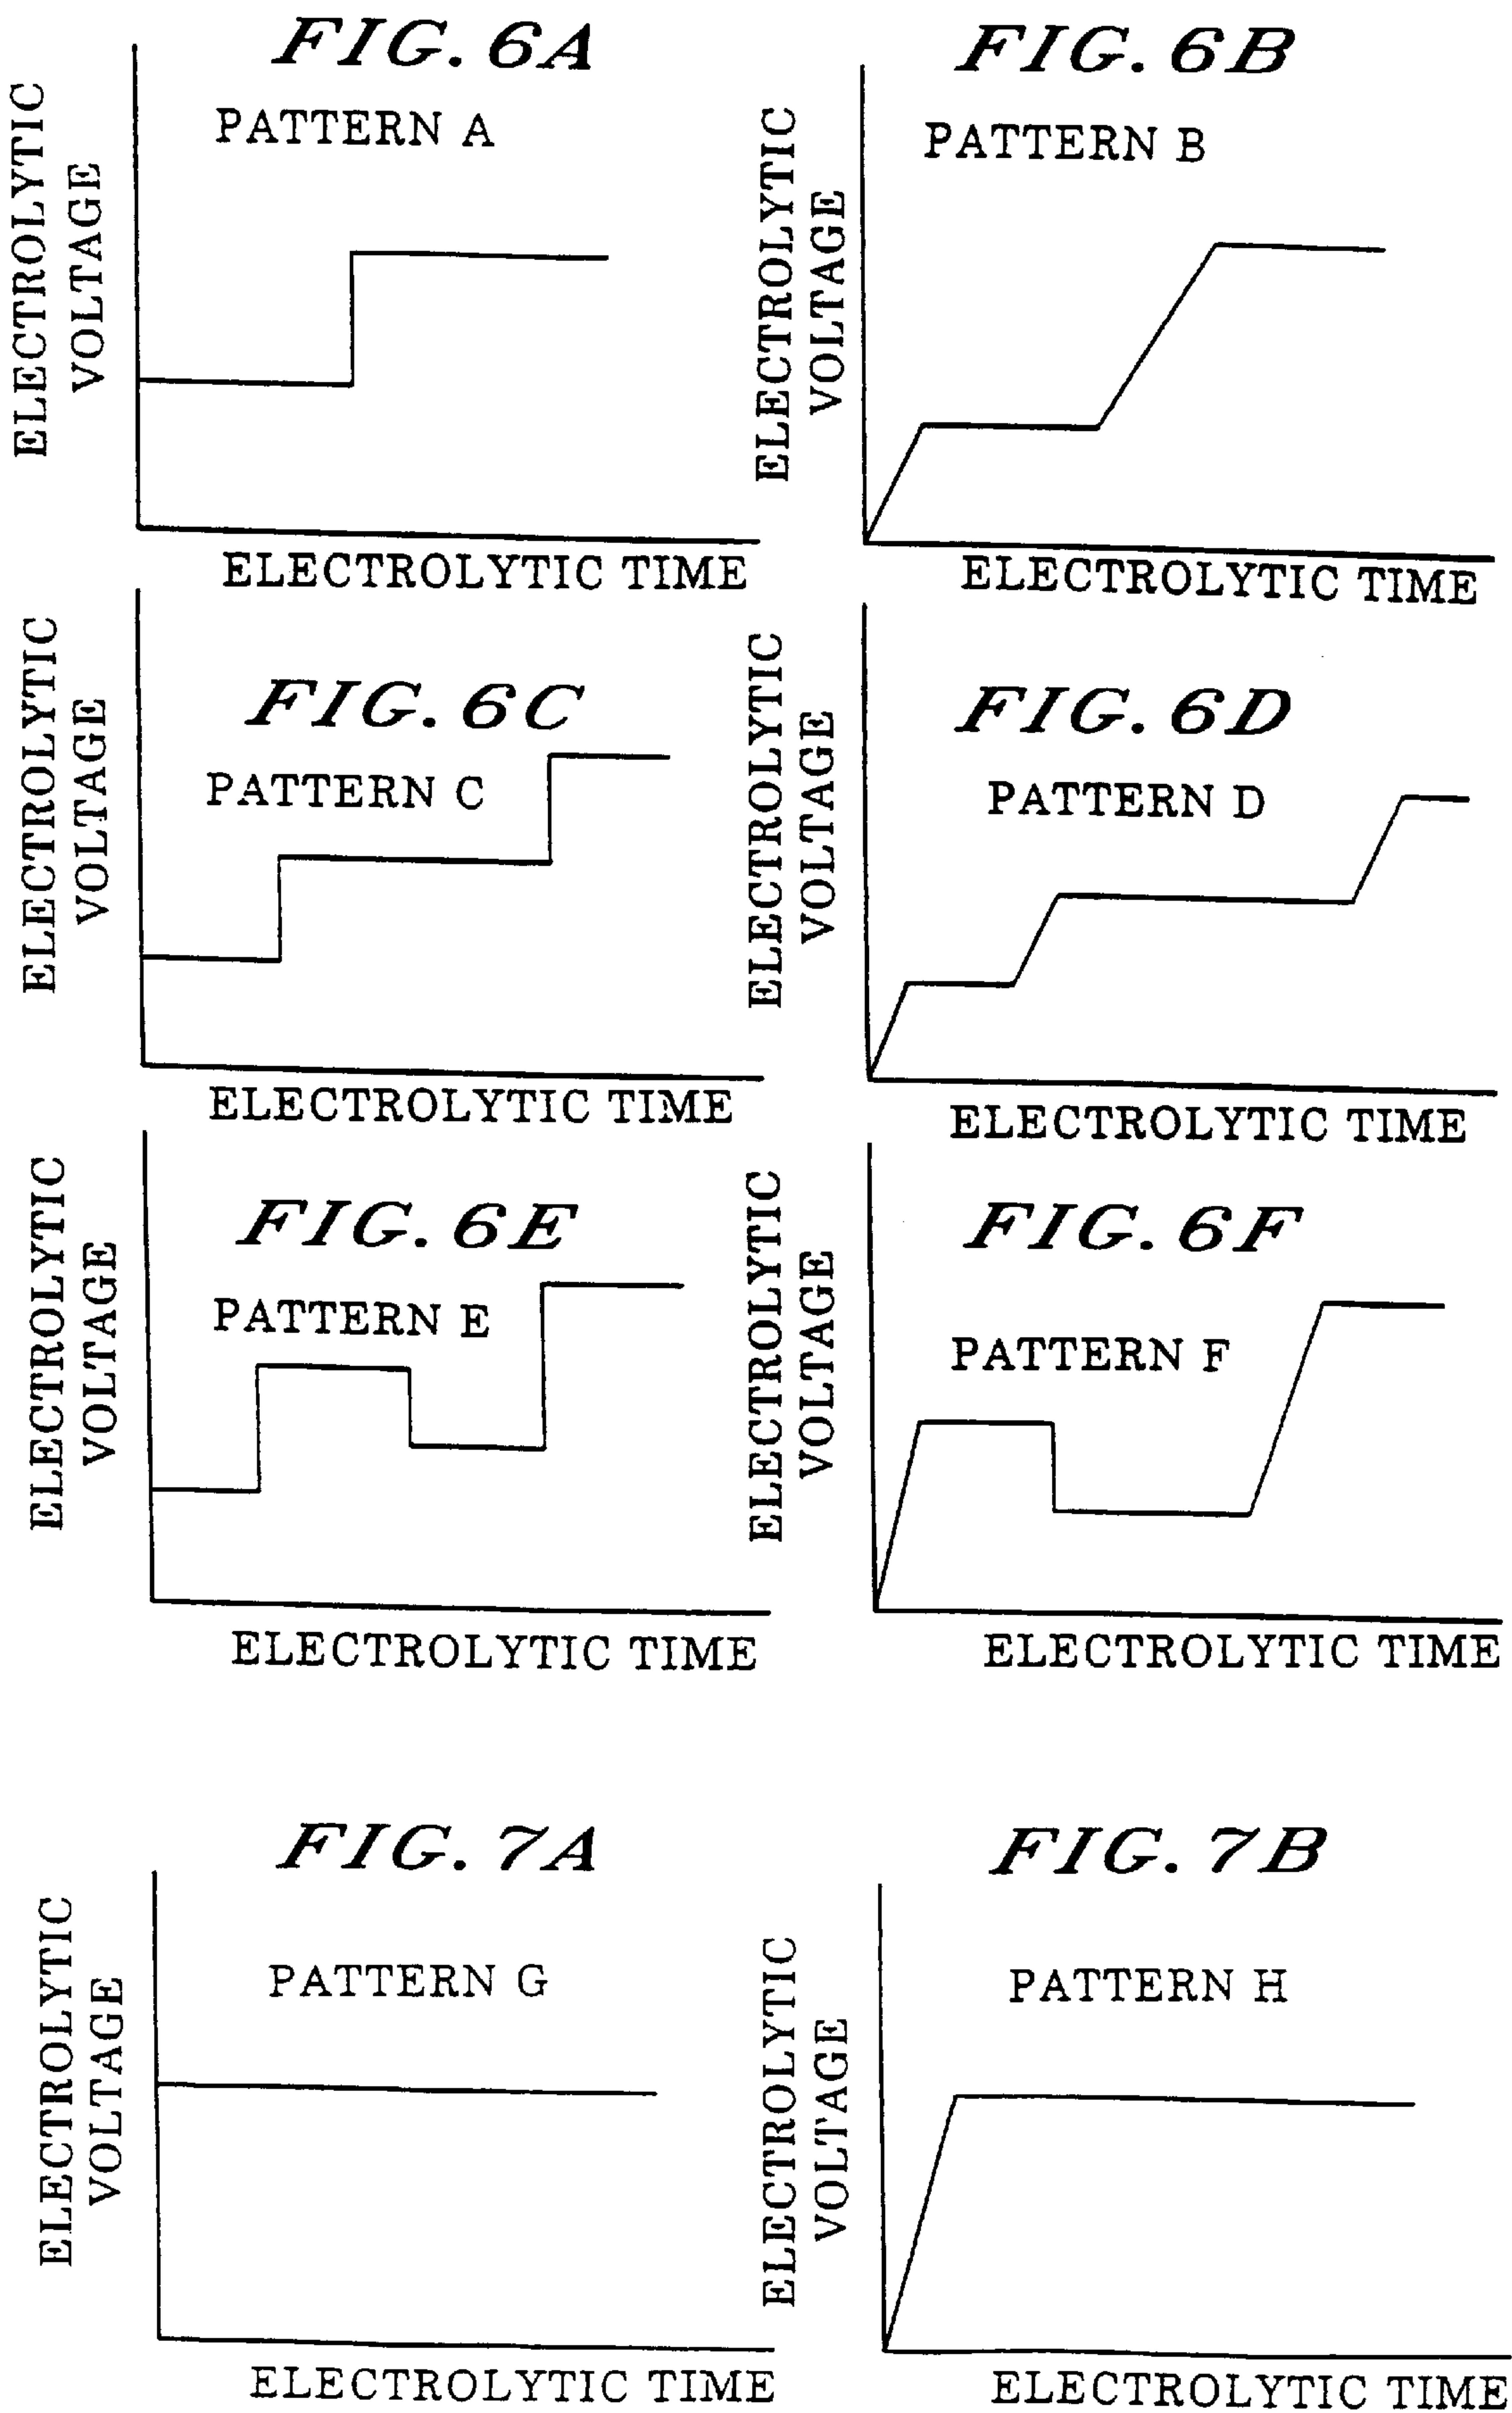 FIG. 6A
PATTERN A
ELECTROLYTIC
VOLTAGE
ELECTROLYTIC TIME
FIG. 6B
PATTERN B
ELECTROLYTIC
VOLTAGE
ELECTROLYTIC TIME
FIG. 6C
PATTERN C
ELECTROLYTIC
VOLTAGE
ELECTROLYTIC TIME
FIG. 6D
PATTERN D
ELECTROLYTIC
VOLTAGE
ELECTROLYTIC TIME
FIG. 6E
PATTERN E
ELECTROLYTIC
VOLTAGE
ELECTROLYTIC TIME
FIG. 6F
PATTERN F
ELECTROLYTIC
VOLTAGE
ELECTROLYTIC TIME
FIG. 7A
PATTERN G
ELECTROLYTIC
VOLTAGE
ELECTROLYTIC TIME
FIG. 7B
PATTERN H
ELECTROLYTIC
VOLTAGE
ELECTROLYTIC TIME